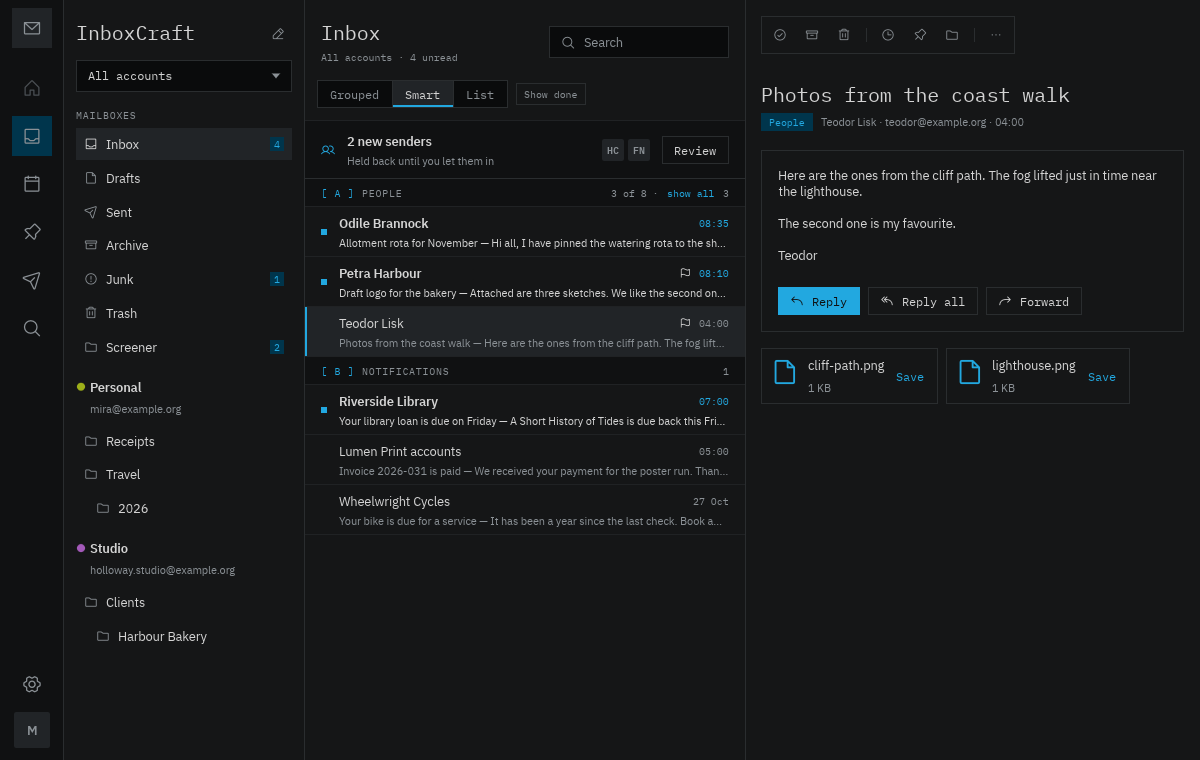 InboxCraft
All accounts
MAILBOXES
Inbox 4
Drafts
Sent
Archive
Junk 1
Trash
Screener 2
Personal
mira@example.org
Receipts
Travel
2026
Studio
holloway.studio@example.org
Clients
Harbour Bakery
M
Inbox
All accounts · 4 unread
Search
Grouped Smart List Show done
2 new senders
Held back until you let them in
HC FN Review
[ A ] PEOPLE 3 of 8 · show all 3
Odile Brannock 08:35
Allotment rota for November — Hi all, I have pinned the watering rota to the sh...
Petra Harbour 08:10
Draft logo for the bakery — Attached are three sketches. We like the second on...
Teodor Lisk 04:00
Photos from the coast walk — Here are the ones from the cliff path. The fog lift...
[ B ] NOTIFICATIONS 1
Riverside Library 07:00
Your library loan is due on Friday — A Short History of Tides is due back this Fri...
Lumen Print accounts 05:00
Invoice 2026-031 is paid — We received your payment for the poster run. Than...
Wheelwright Cycles 27 Oct
Your bike is due for a service — It has been a year since the last check. Book a...
Photos from the coast walk
People Teodor Lisk · teodor@example.org · 04:00
Here are the ones from the cliff path. The fog lifted just in time near
the lighthouse.
The second one is my favourite.
Teodor
Reply Reply all Forward
cliff-path.png
1 KB
Save
lighthouse.png
1 KB
Save